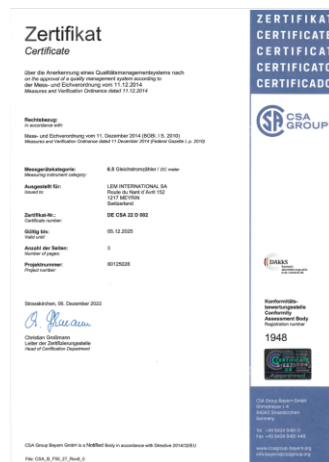 Zertifikat
Certificate
über die Anerkennung eines Qualitätsmanagementsystems nach
on the approval of a quality management system according to
der Mess- und Eichverordnung vom 11.12.2014
Measures and Verification Ordinance dated 11.12.2014
Rechtsbezug:
in accordance with:
Mess- und Eichverordnung vom 11. Dezember 2014 (BGBl. I S. 2010)
Measures and Verification Ordinance dated 11 December 2014 (Federal Gazette I, p. 2010)
Messgerätekategorie:
Measuring instrument category:
6.5 Gleichstromzähler / DC meter
Ausgestellt für:
Issued to:
LEM INTERNATIONAL SA
Route du Nant d'Avril 152
1217 MEYRIN
Switzerland
Zertifikat-Nr.:
Certificate number:
DE CSA 22 D 002
Gültig bis:
Valid until:
05.12.2025
Anzahl der Seiten:
Number of pages:
3
Projektnummer:
Project number:
80125026
Strasskirchen, 06. Dezember 2022
Christian Großmann
Leiter der Zertifizierungsstelle
Head of Certification Department
CSA Group Bayern GmbH is a Notified Body in accordance with Directive 2014/32/EU
ZERTIFIKAT
CERTIFICATE
CERTIFICAT
CERTIFICATO
CERTIFICADO
CSA
GROUP
DAkkS
Konformitäts-
bewertungsstelle
Conformity
Assessment Body
Registration number
1948
CSA Group Bayern GmbH
Ohmstrasse 1-4
94342 Strasskirchen
Germany